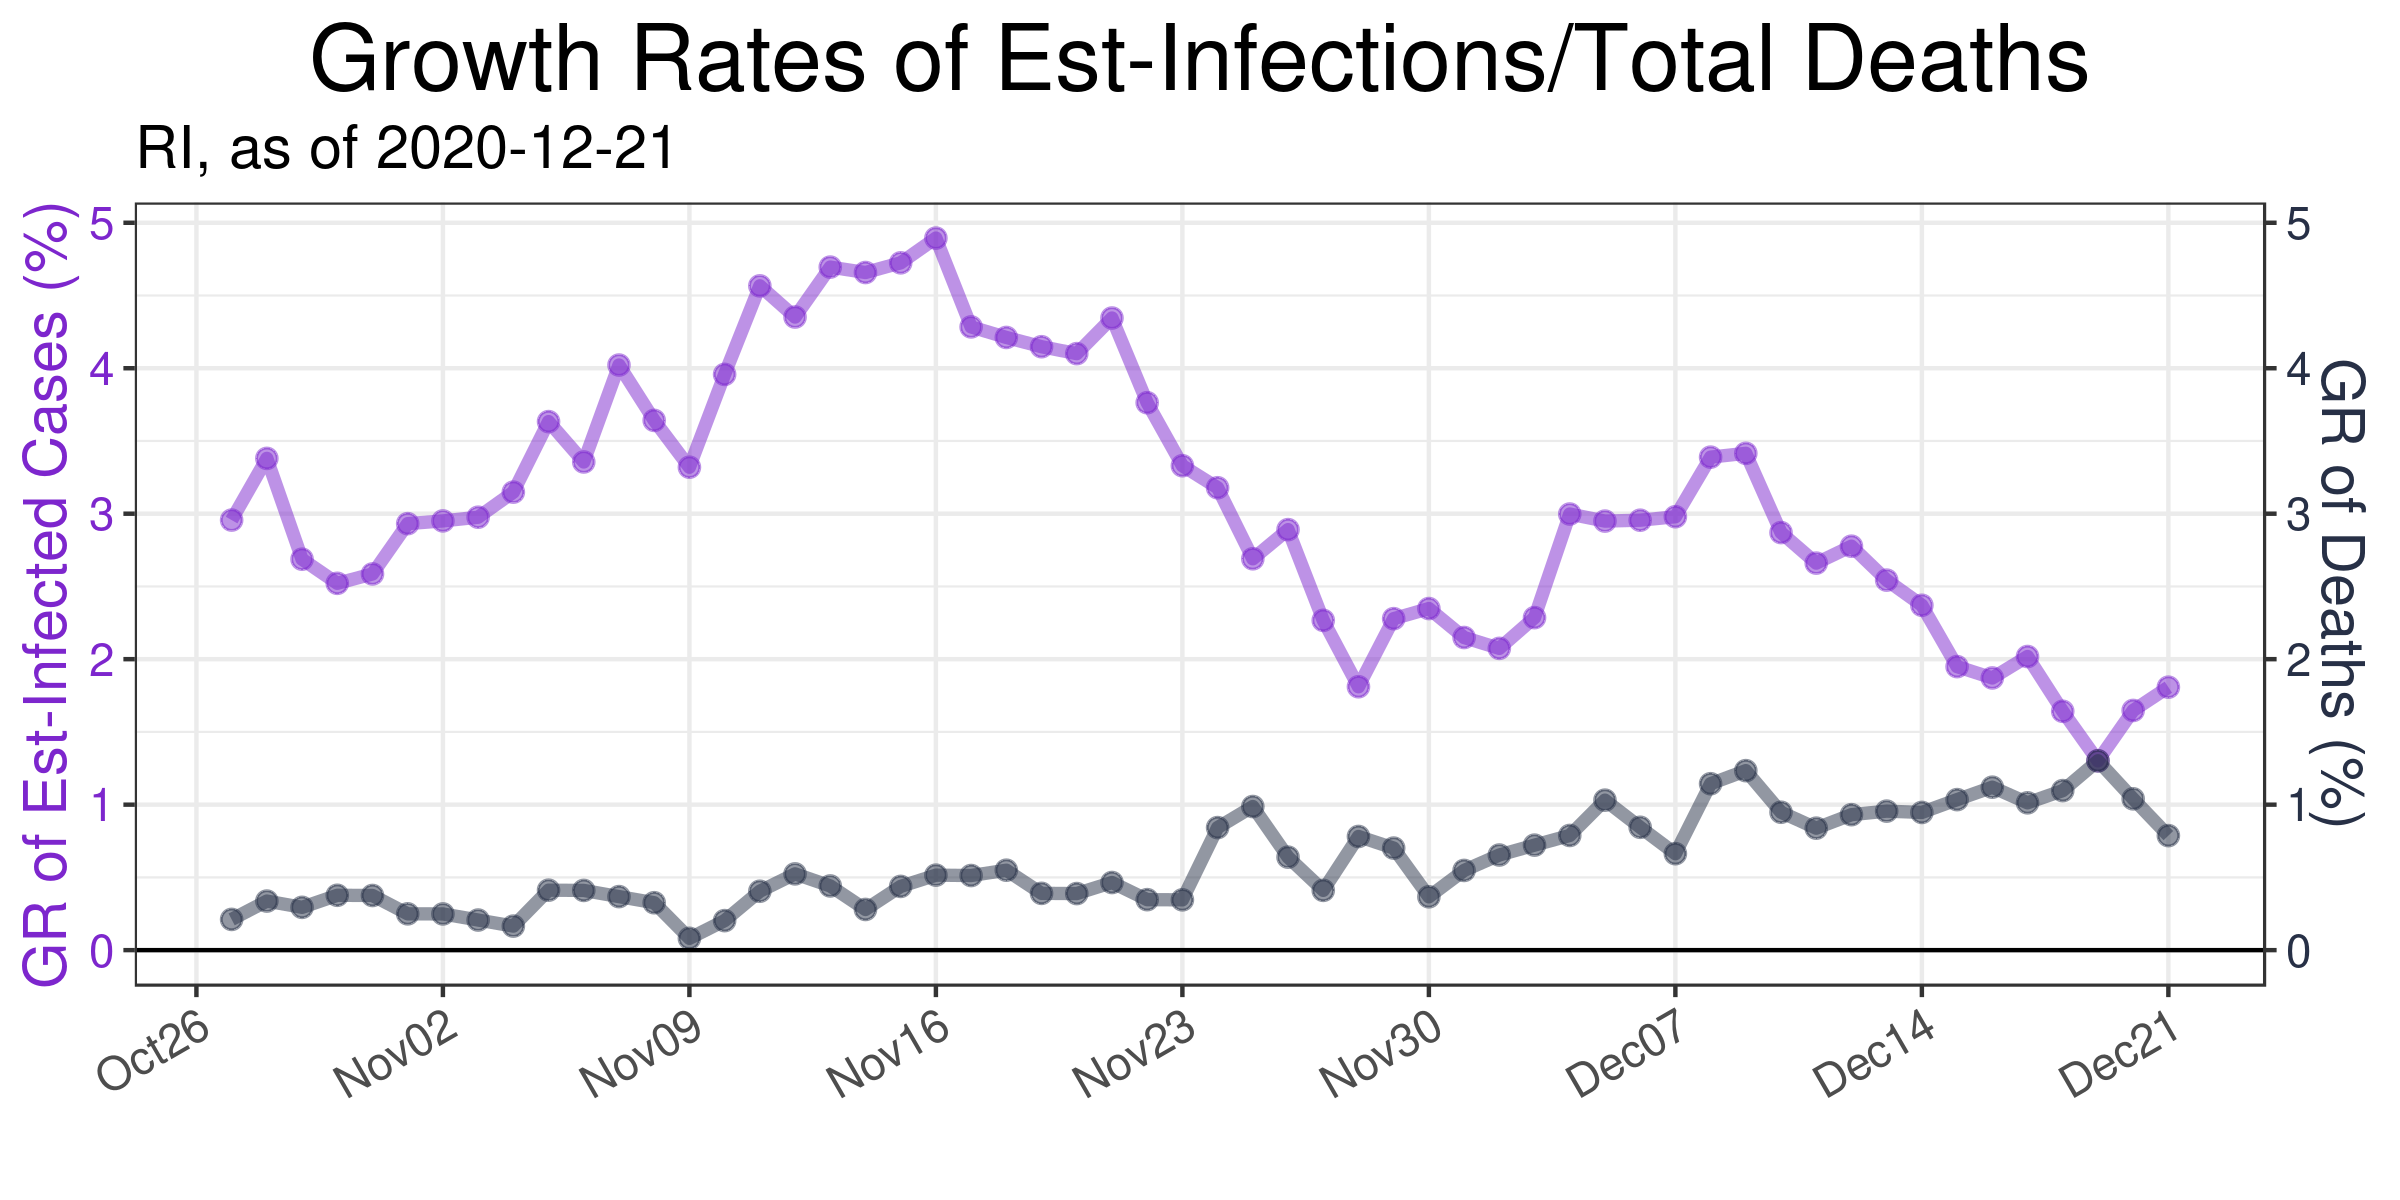 Growth Rates of Est-Infections/Total Deaths
RI, as of 2020-12-21
GR of Est-Infected Cases (%)
5
4
3
2
1
0
5
4
3
2
1
0
GR of Deaths (%)
Oct26
Nov02
Nov09
Nov16
Nov23
Nov30
Dec07
Dec14
Dec21